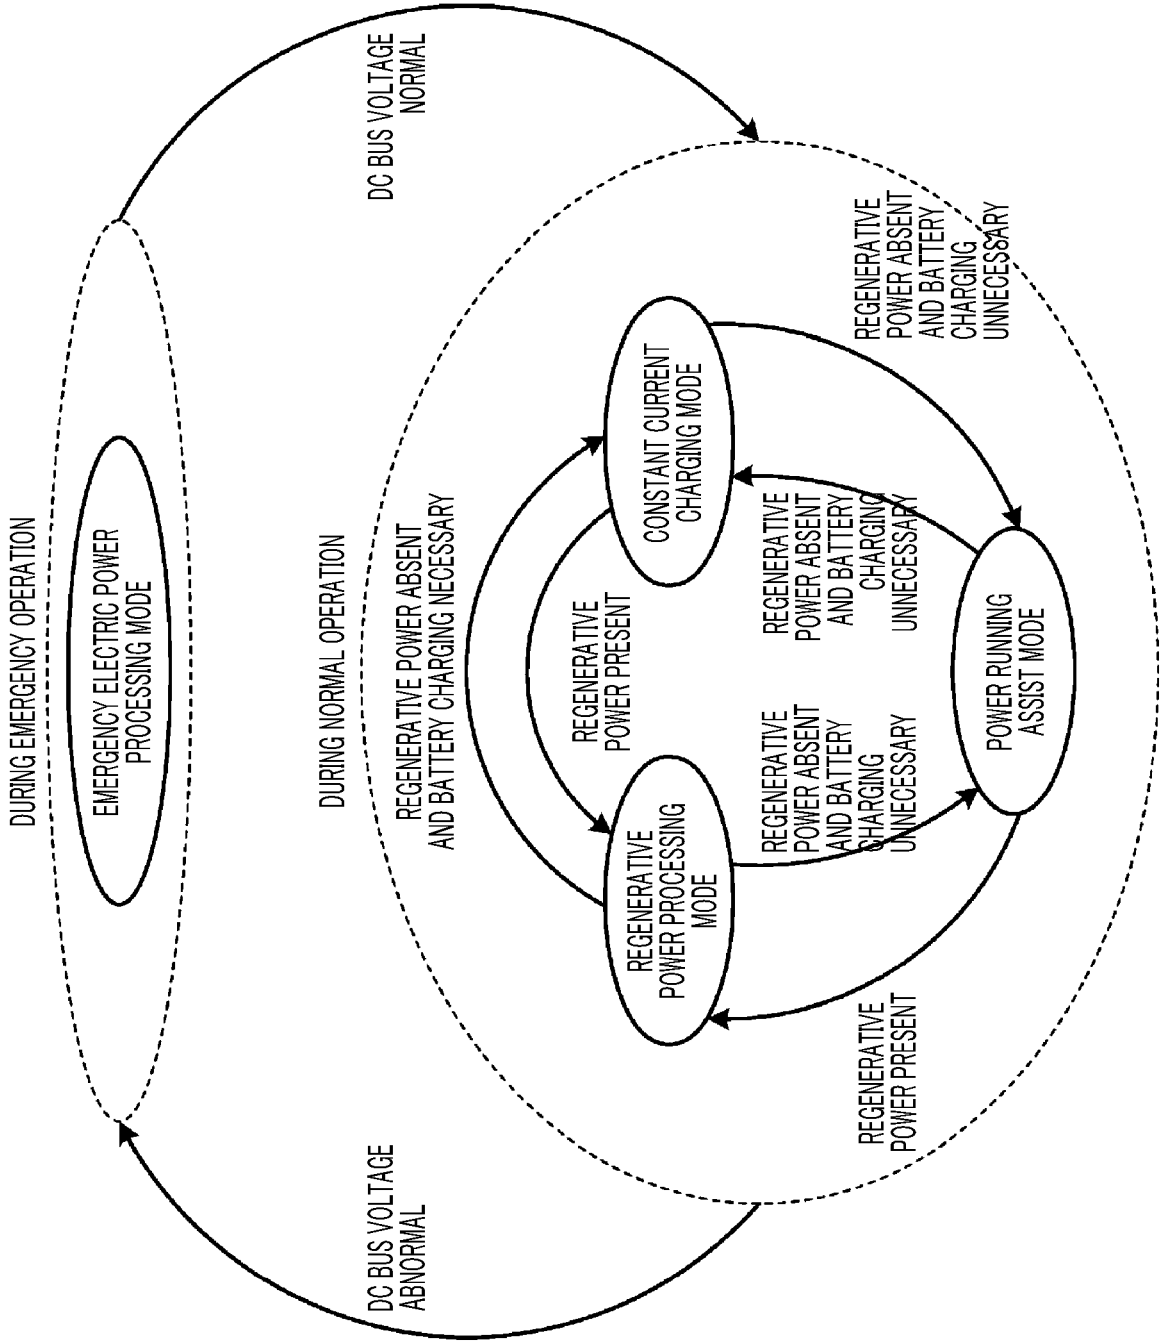 DURING EMERGENCY OPERATION
EMERGENCY ELECTRIC POWER
PROCESSING MODE
DC BUS VOLTAGE
ABNORMAL
DC BUS VOLTAGE
NORMAL
DURING NORMAL OPERATION
REGENERATIVE POWER ABSENT
AND BATTERY CHARGING NECESSARY
REGENERATIVE
POWER PRESENT
REGENERATIVE
POWER PROCESSING
MODE
CONSTANT CURRENT
CHARGING MODE
REGENERATIVE
POWER ABSENT
AND BATTERY
CHARGING
UNNECESSARY
REGENERATIVE
POWER ABSENT
AND BATTERY
CHARGING
UNNECESSARY
REGENERATIVE
POWER PRESENT
REGENERATIVE
POWER ABSENT
AND BATTERY
CHARGING
UNNECESSARY
POWER RUNNING
ASSIST MODE